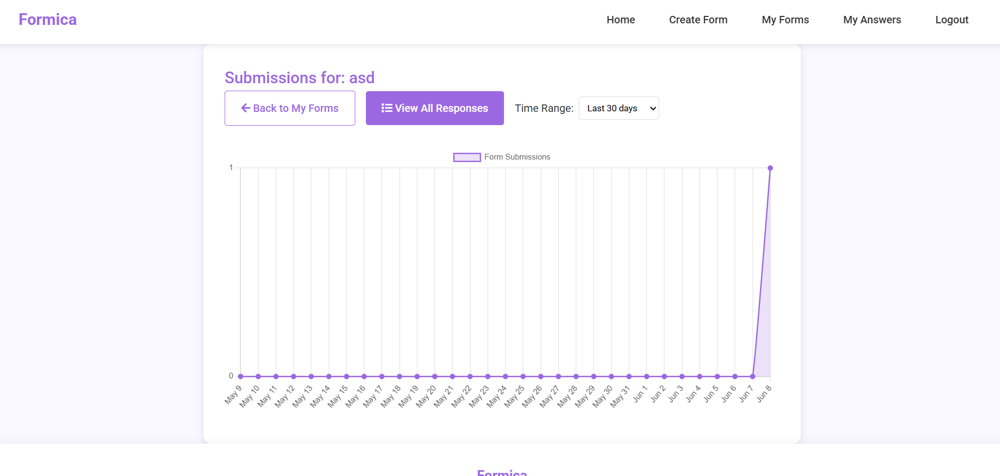 Formica
Home Create Form My Forms My Answers Logout
Submissions for: asd
Back to My Forms View All Responses Time Range: Last 30 days
Form Submissions
1
0
May 9 May 10 May 11 May 12 May 13 May 14 May 15 May 16 May 17 May 18 May 19 May 20 May 21 May 22 May 23 May 24 May 25 May 26 May 27 May 28 May 29 May 30 May 31 Jun 1 Jun 2 Jun 3 Jun 4 Jun 5 Jun 6 Jun 7 Jun 8
Formica